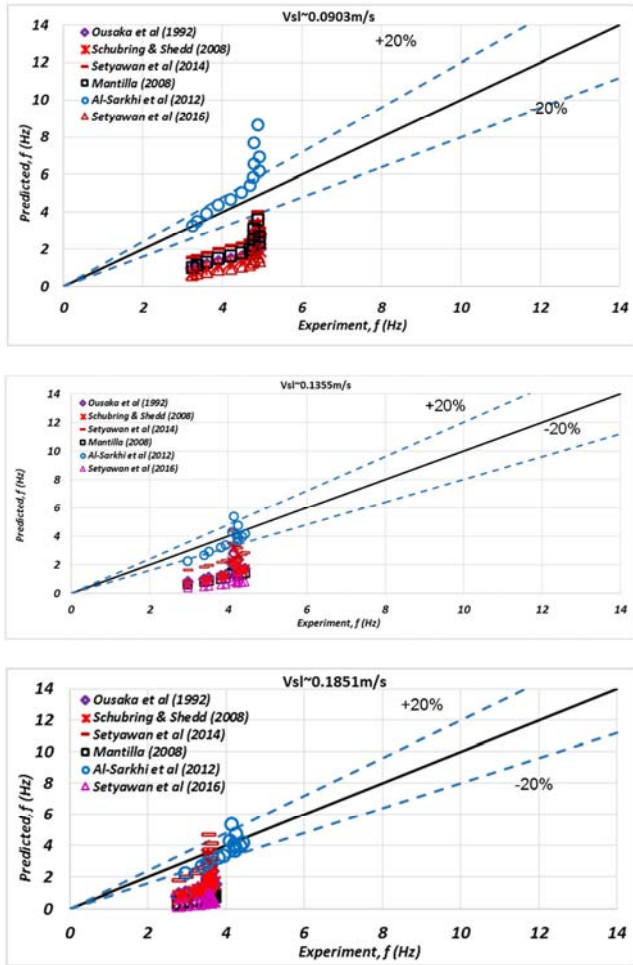 Vsl~0.0903m/s
14
12
10
8
6
4
2
0
Predicted, f (Hz)
Ousaka et al (1992)
Schubring & Shedd (2008)
Setyawan et al (2014)
Mantilla (2008)
Al-Sarkhi et al (2012)
Setyawan et al (2016)
+20%
-20%
0 2 4 6 8 10 12 14
Experiment, f (Hz)
Vsl~0.1355m/s
14
12
10
8
6
4
2
0
Predicted, f (Hz)
Ousaka et al (1992)
Schubring & Shedd (2008)
Setyawan et al (2014)
Mantilla (2008)
Al-Sarkhi et al (2012)
Setyawan et al (2016)
+20%
-20%
0 2 4 6 8 10 12 14
Experiment, f (Hz)
Vsl~0.1851m/s
14
12
10
8
6
4
2
0
Predicted, f (Hz)
Ousaka et al (1992)
Schubring & Shedd (2008)
Setyawan et al (2014)
Mantilla (2008)
Al-Sarkhi et al (2012)
Setyawan et al (2016)
+20%
-20%
0 2 4 6 8 10 12 14
Experiment, f (Hz)